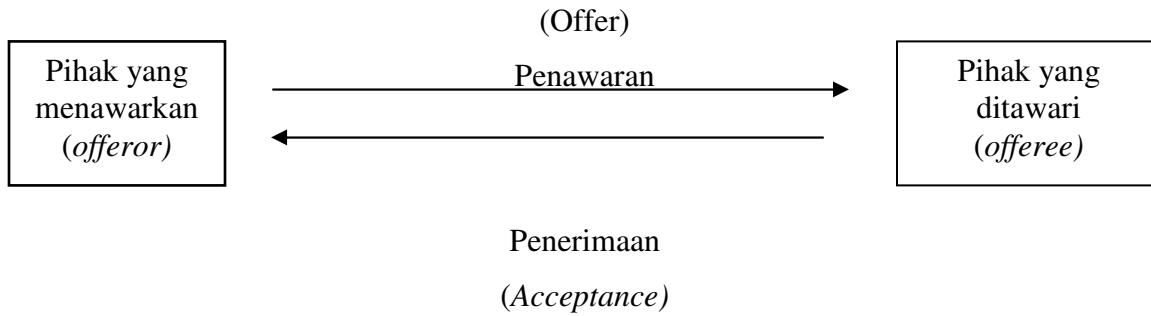 (Offer)
Penawaran
Pihak yang
menawarkan
(offeror)
Pihak yang
ditawari
(offeree)
Penerimaan
(Acceptance)